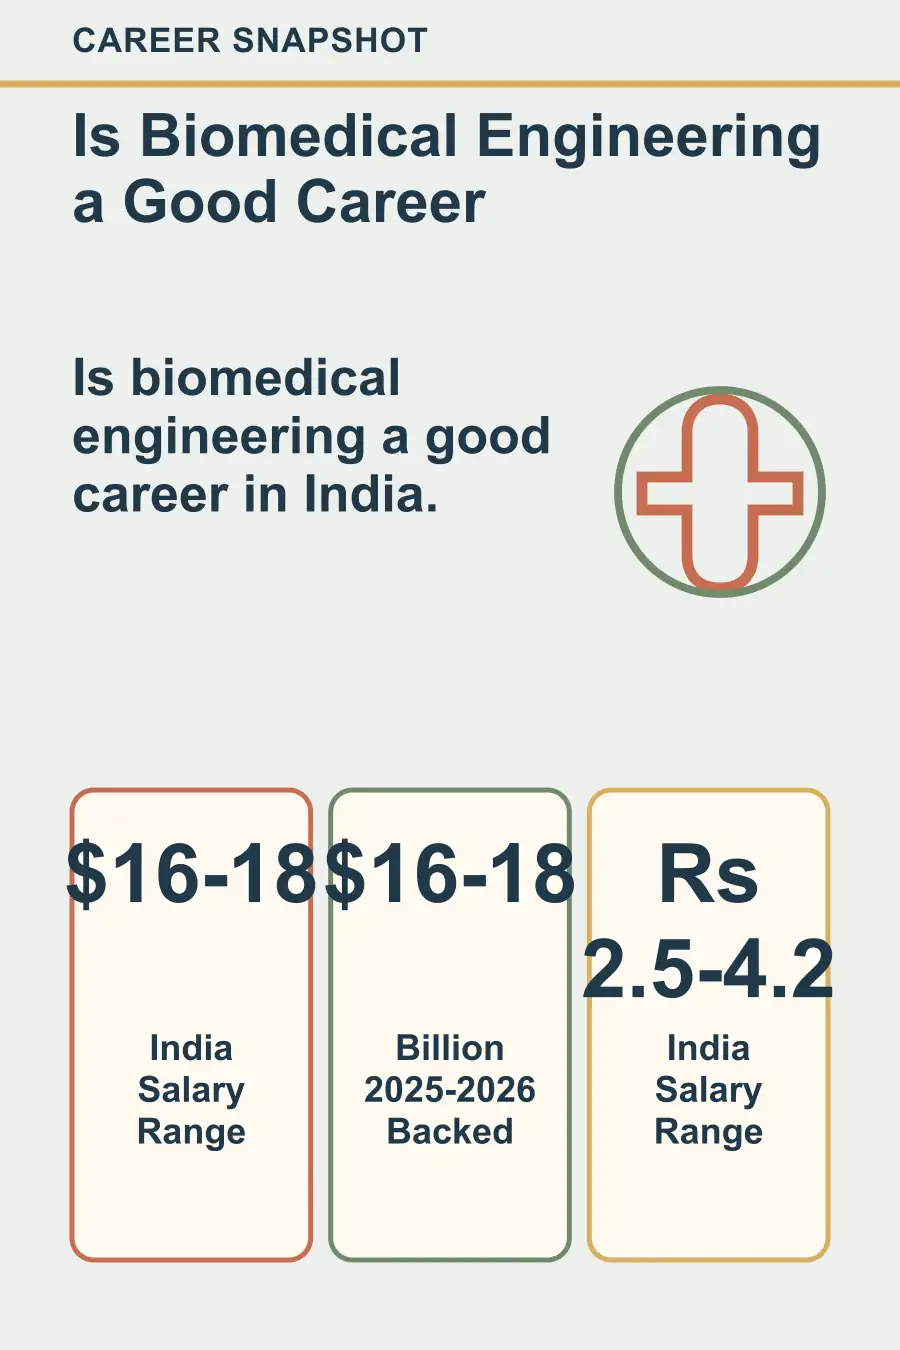 CAREER SNAPSHOT
Is Biomedical Engineering
a Good Career
Is biomedical
engineering a good
career in India.
$16-18
India
Salary
Range
$16-18
Billion
2025-2026
Backed
Rs
2.5-4.2
India
Salary
Range